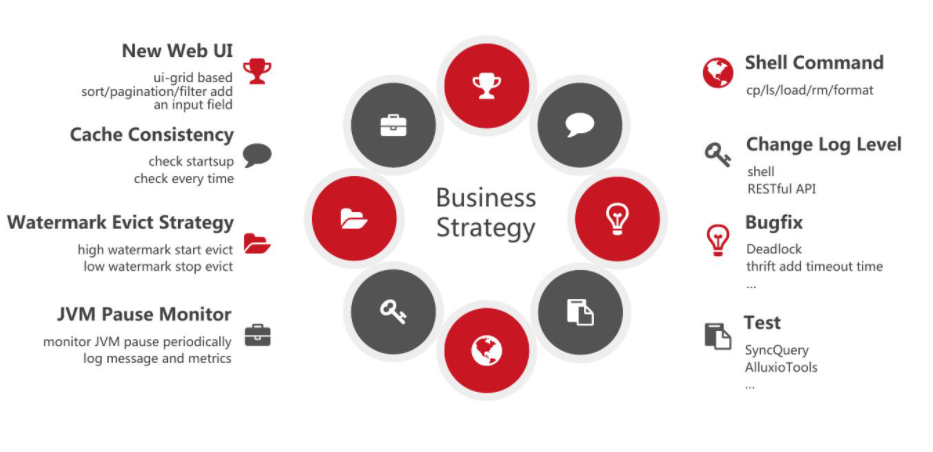 New Web UI
ui-grid based
sort/pagination/filter add
an input field
Cache Consistency
check startsup
check every time
Watermark Evict Strategy
high watermark start evict
low watermark stop evict
JVM Pause Monitor
monitor JVM pause periodically
log message and metrics
Business
Strategy
Shell Command
cp/ls/load/rm/format
Change Log Level
shell
RESTful API
Bugfix
Deadlock
thrift add timeout time
...
Test
SyncQuery
AlluxioTools
...